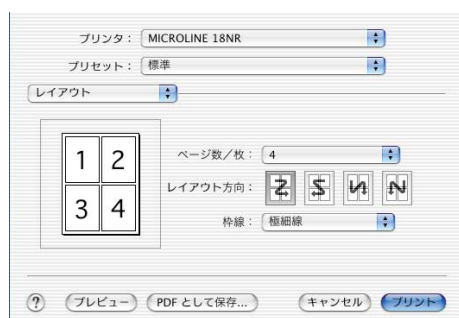 プリンタ： MICROLINE 18NR
プリセット： 標準
レイアウト
1 2
3 4
ページ数／枚： 4
レイアウト方向：
枠線： 極細線
? プレビュー PDF として保存... キャンセル プリント